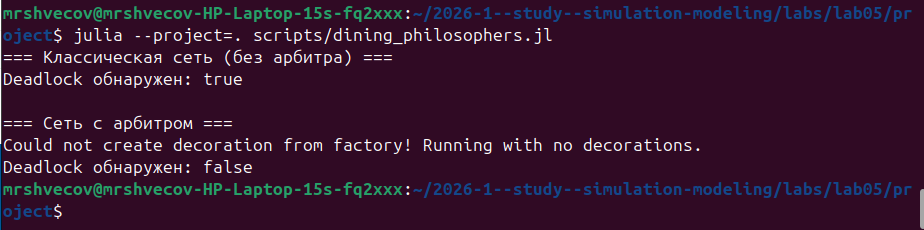 mrshvecov@mrshvecov-HP-Laptop-15s-fq2xxx:~/2026-1--study--simulation-modeling/labs/lab05/pr
oject$ julia --project=. scripts/dining_philosophers.jl
=== Классическая сеть (без арбитра) ===
Deadlock обнаружен: true

=== Сеть с арбитром ===
Could not create decoration from factory! Running with no decorations.
Deadlock обнаружен: false
mrshvecov@mrshvecov-HP-Laptop-15s-fq2xxx:~/2026-1--study--simulation-modeling/labs/lab05/pr
oject$